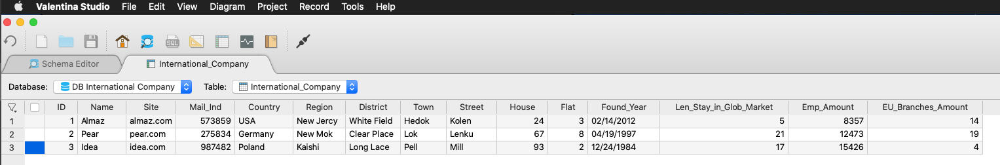 Valentina Studio File Edit View Diagram Project Record Tools Help
SQL
Schema Editor International_Company
Database: DB International Company Table: International_Company
ID Name Site Mail_Ind Country Region District Town Street House Flat Found_Year Len_Stay_in_Glob_Market Emp_Amount EU_Branches_Amount
1 1 Almaz almaz.com 573859 USA New Jercy White Field Hedok Kolen 24 3 02/14/2012 5 8357 14
2 2 Pear pear.com 275834 Germany New Mok Clear Place Lok Lenku 67 8 04/19/1997 21 12473 19
3 3 Idea idea.com 987482 Poland Kaishi Long Lace Pell Mill 93 2 12/24/1984 17 15426 4